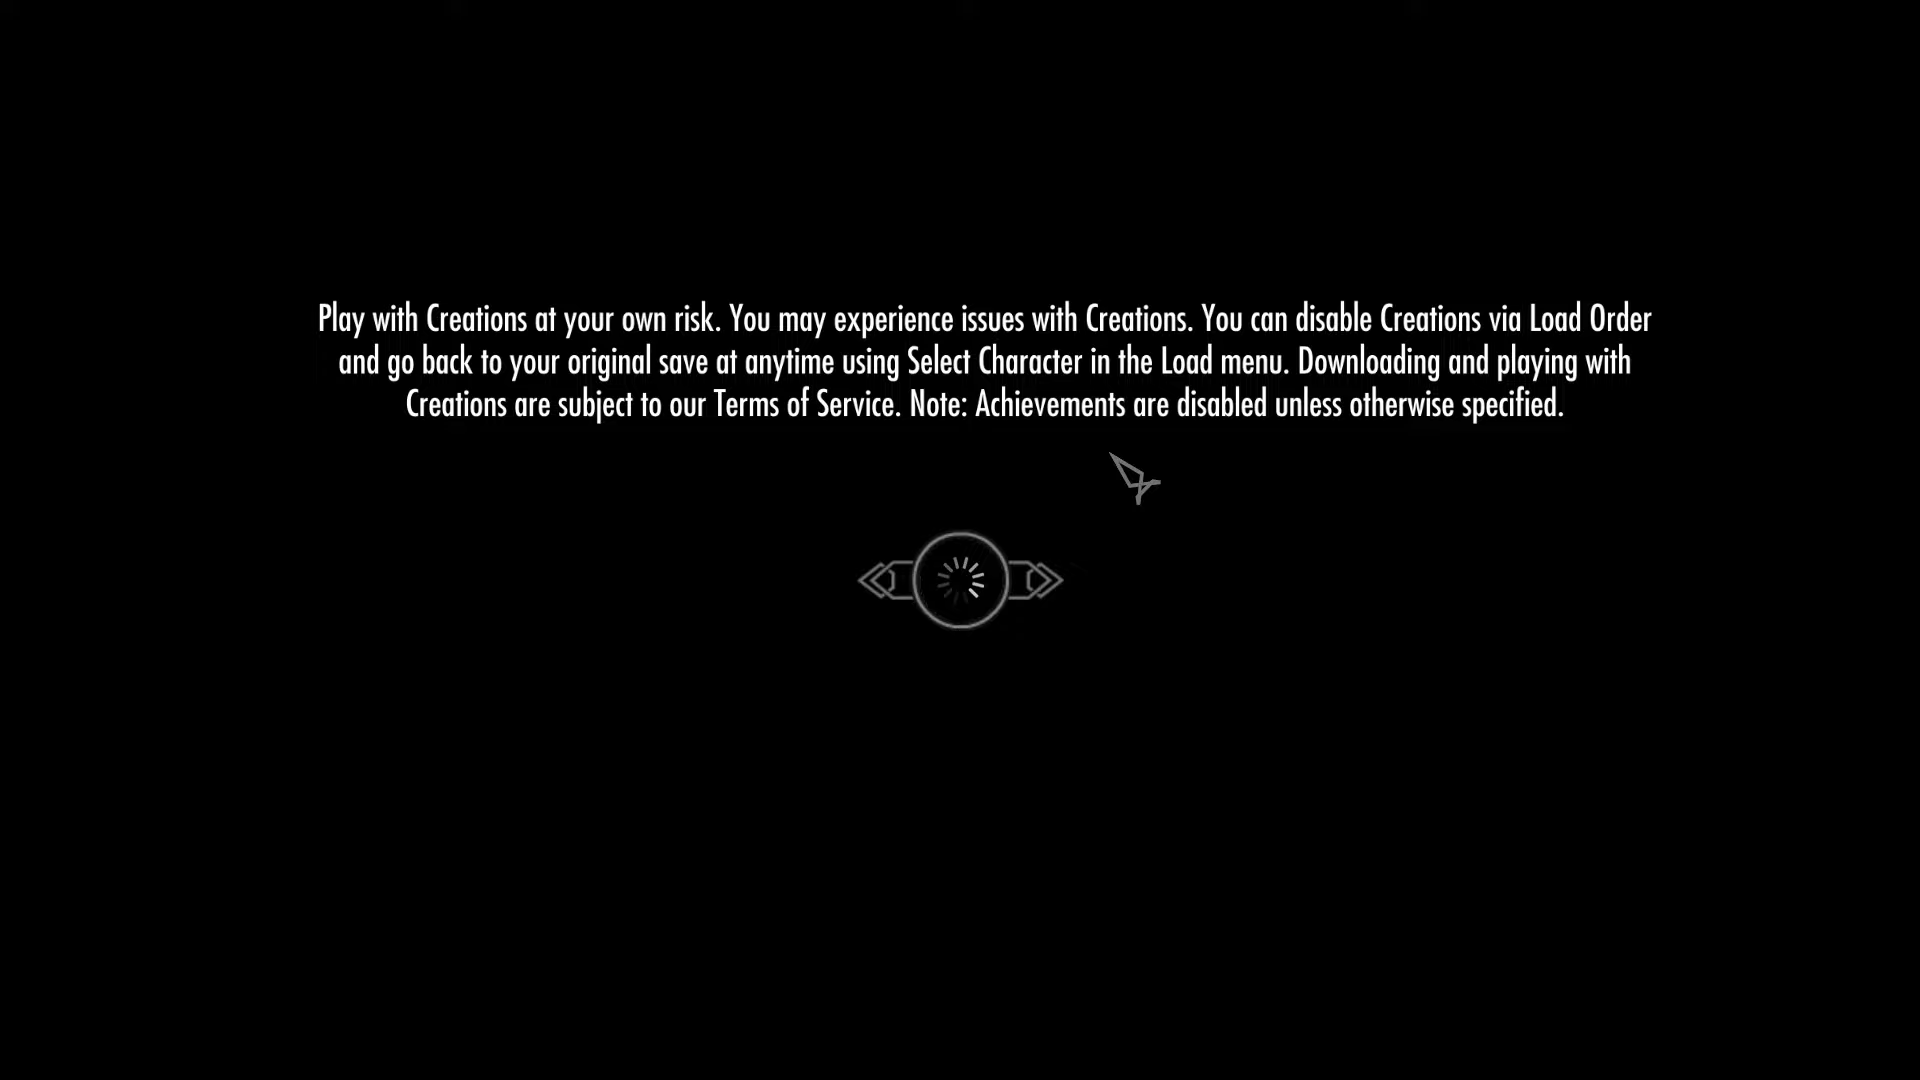 Play with Creations at your own risk. You may experience issues with Creations. You can disable Creations via Load Order
and go back to your original save at anytime using Select Character in the Load menu. Downloading and playing with
Creations are subject to our Terms of Service. Note: Achievements are disabled unless otherwise specified.